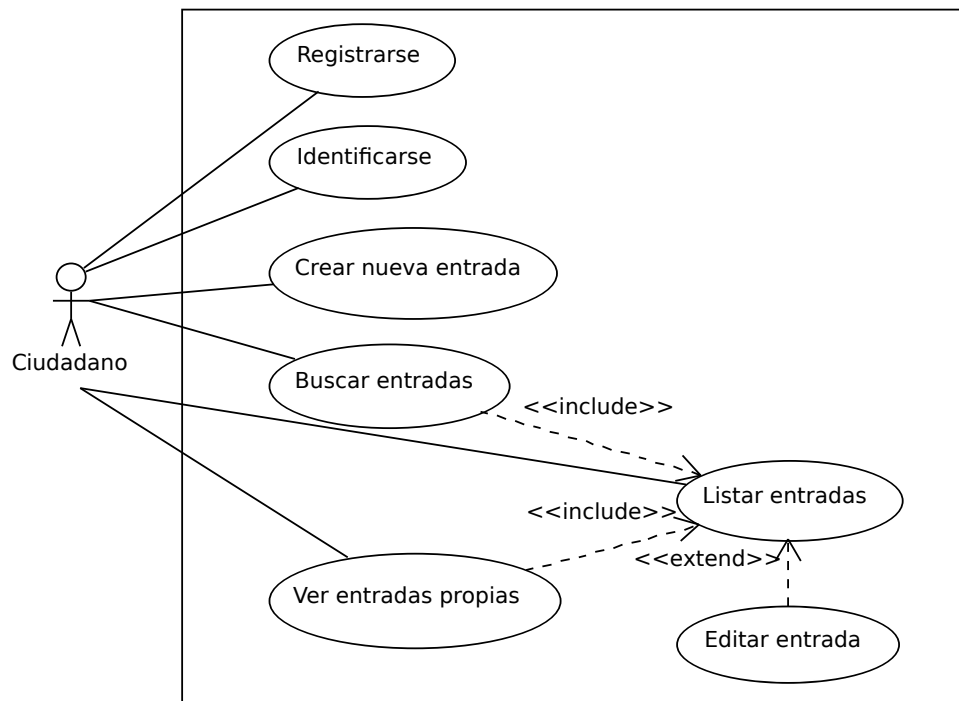 Registrarse
Identificarse
Crear nueva entrada
Ciudadano
Buscar entradas
<<include>>
Listar entradas
<<include>>
<<extend>>
Ver entradas propias
Editar entrada